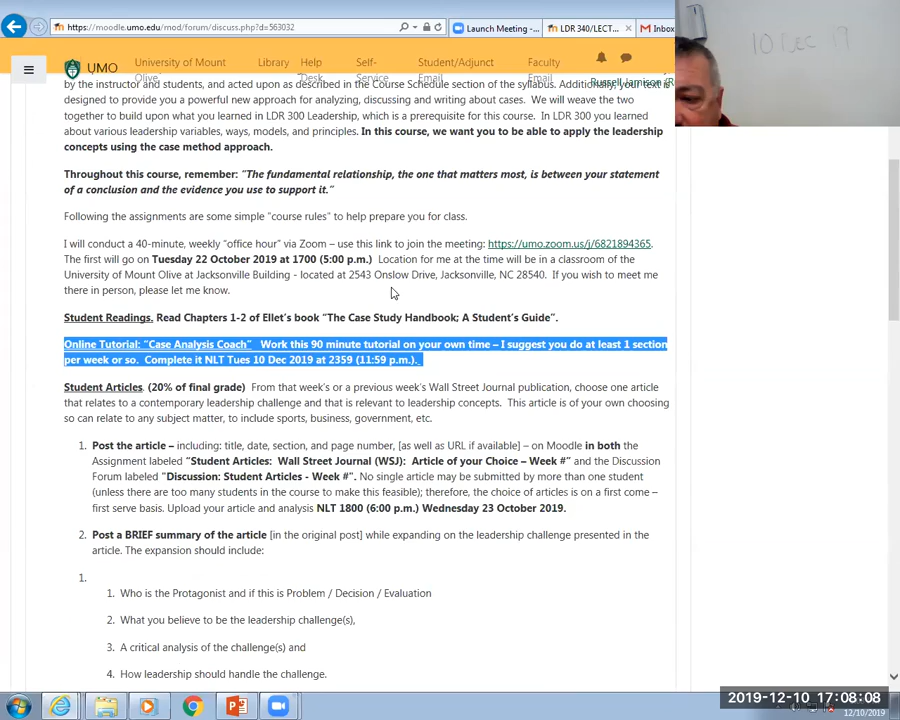 https://moodle.umo.edu/mod/forum/discuss.php?d=563032
Launch Meeting -...
LDR 340/LECT...
Inbox
10 Dec 19
UMO
University of Mount Olive
Library
Help Desk
Self-Service
Student/Adjunct Email
Faculty Email
Russell Jamison (R
by the instructor and students, and acted upon as described in the Course Schedule section of the syllabus. Additionally, your text is
designed to provide you a powerful new approach for analyzing, discussing and writing about cases. We will weave the two
together to build upon what you learned in LDR 300 Leadership, which is a prerequisite for this course. In LDR 300 you learned
about various leadership variables, ways, models, and principles. In this course, we want you to be able to apply the leadership
concepts using the case method approach.
Throughout this course, remember: "The fundamental relationship, the one that matters most, is between your statement
of a conclusion and the evidence you use to support it."
Following the assignments are some simple "course rules" to help prepare you for class.
I will conduct a 40-minute, weekly "office hour" via Zoom – use this link to join the meeting: https://umo.zoom.us/j/6821894365.
The first will go on Tuesday 22 October 2019 at 1700 (5:00 p.m.) Location for me at the time will be in a classroom of the
University of Mount Olive at Jacksonville Building - located at 2543 Onslow Drive, Jacksonville, NC 28540. If you wish to meet me
there in person, please let me know.
Student Readings. Read Chapters 1-2 of Ellet's book "The Case Study Handbook; A Student's Guide".
Online Tutorial: "Case Analysis Coach" Work this 90 minute tutorial on your own time – I suggest you do at least 1 section
per week or so. Complete it NLT Tues 10 Dec 2019 at 2359 (11:59 p.m.).
Student Articles. (20% of final grade) From that week's or a previous week's Wall Street Journal publication, choose one article
that relates to a contemporary leadership challenge and that is relevant to leadership concepts. This article is of your own choosing
so can relate to any subject matter, to include sports, business, government, etc.
1. Post the article – including: title, date, section, and page number, [as well as URL if available] – on Moodle in both the
Assignment labeled "Student Articles: Wall Street Journal (WSJ): Article of your Choice – Week #" and the Discussion
Forum labeled "Discussion: Student Articles - Week #". No single article may be submitted by more than one student
(unless there are too many students in the course to make this feasible); therefore, the choice of articles is on a first come –
first serve basis. Upload your article and analysis NLT 1800 (6:00 p.m.) Wednesday 23 October 2019.
2. Post a BRIEF summary of the article [in the original post] while expanding on the leadership challenge presented in the
article. The expansion should include:
1.
1. Who is the Protagonist and if this is Problem / Decision / Evaluation
2. What you believe to be the leadership challenge(s),
3. A critical analysis of the challenge(s) and
4. How leadership should handle the challenge.
2019-12-10 17:08:08
12/10/2019